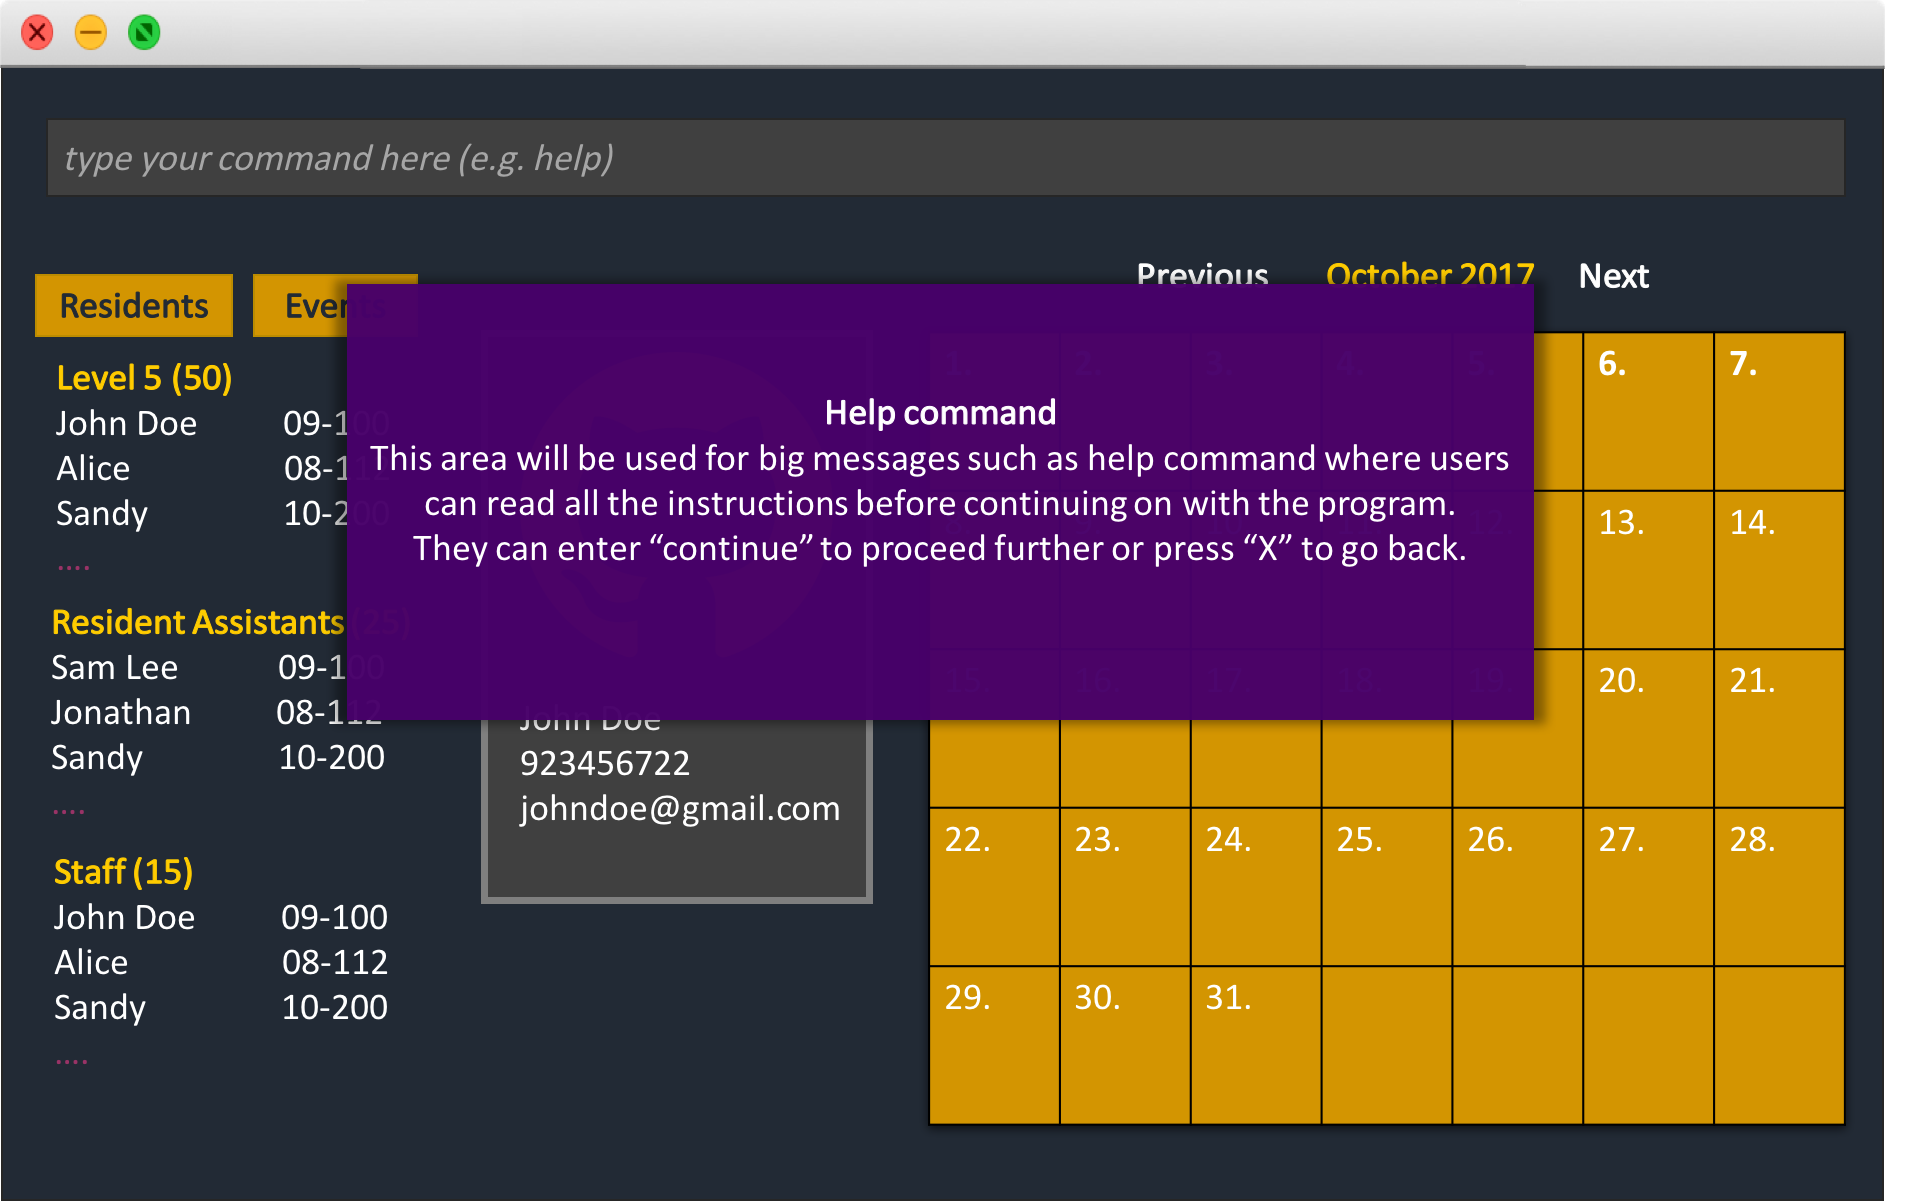 type your command here (e.g. help)
Previous October 2017 Next
Residents Events
Level 5 (50)
John Doe 09-100
Alice 08-112
Sandy 10-200
....
Resident Assistants (25)
Sam Lee 09-100
Jonathan 08-112
Sandy 10-200
....
Staff (15)
John Doe 09-100
Alice 08-112
Sandy 10-200
....
Help command
This area will be used for big messages such as help command where users
can read all the instructions before continuing on with the program.
They can enter “continue” to proceed further or press “X” to go back.
John Doe
923456722
johndoe@gmail.com
1. 2. 3. 4. 5. 6. 7.
12. 13. 14.
15. 16. 17. 18. 19. 20. 21.
22. 23. 24. 25. 26. 27. 28.
29. 30. 31.